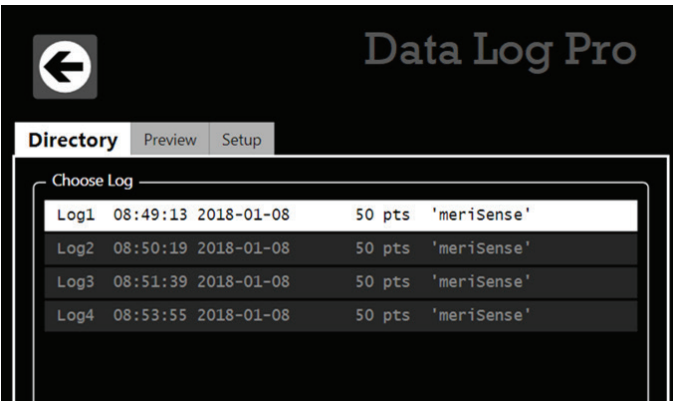 Data Log Pro
Directory Preview Setup
Choose Log
Log1 08:49:13 2018-01-08 50 pts 'meriSense'
Log2 08:50:19 2018-01-08 50 pts 'meriSense'
Log3 08:51:39 2018-01-08 50 pts 'meriSense'
Log4 08:53:55 2018-01-08 50 pts 'meriSense'